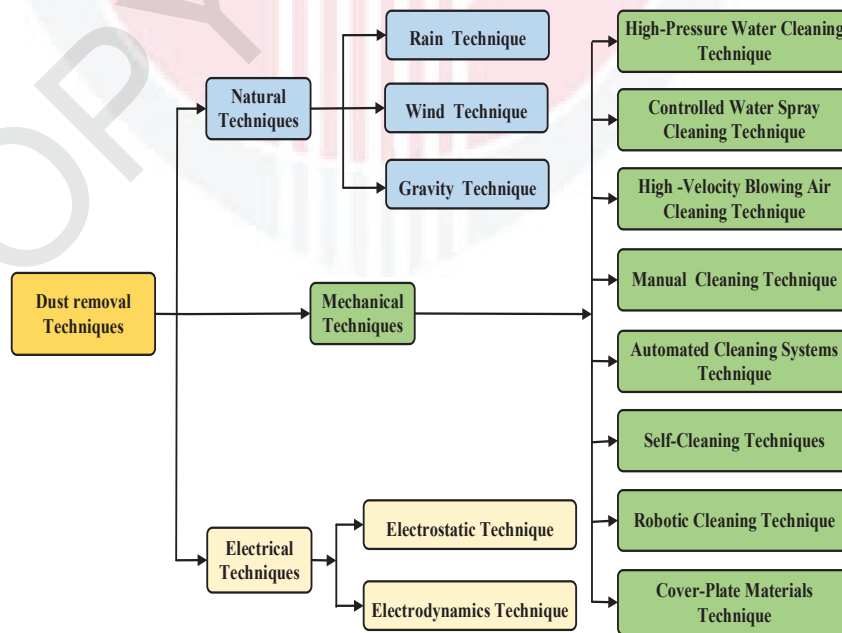 Dust removal
Techniques
Natural
Techniques
Rain Technique
Wind Technique
Gravity Technique
Mechanical
Techniques
High-Pressure Water Cleaning
Technique
Controlled Water Spray
Cleaning Technique
High -Velocity Blowing Air
Cleaning Technique
Manual Cleaning Technique
Automated Cleaning Systems
Technique
Self-Cleaning Techniques
Robotic Cleaning Technique
Cover-Plate Materials
Technique
Electrical
Techniques
Electrostatic Technique
Electrodynamics Technique
OPY